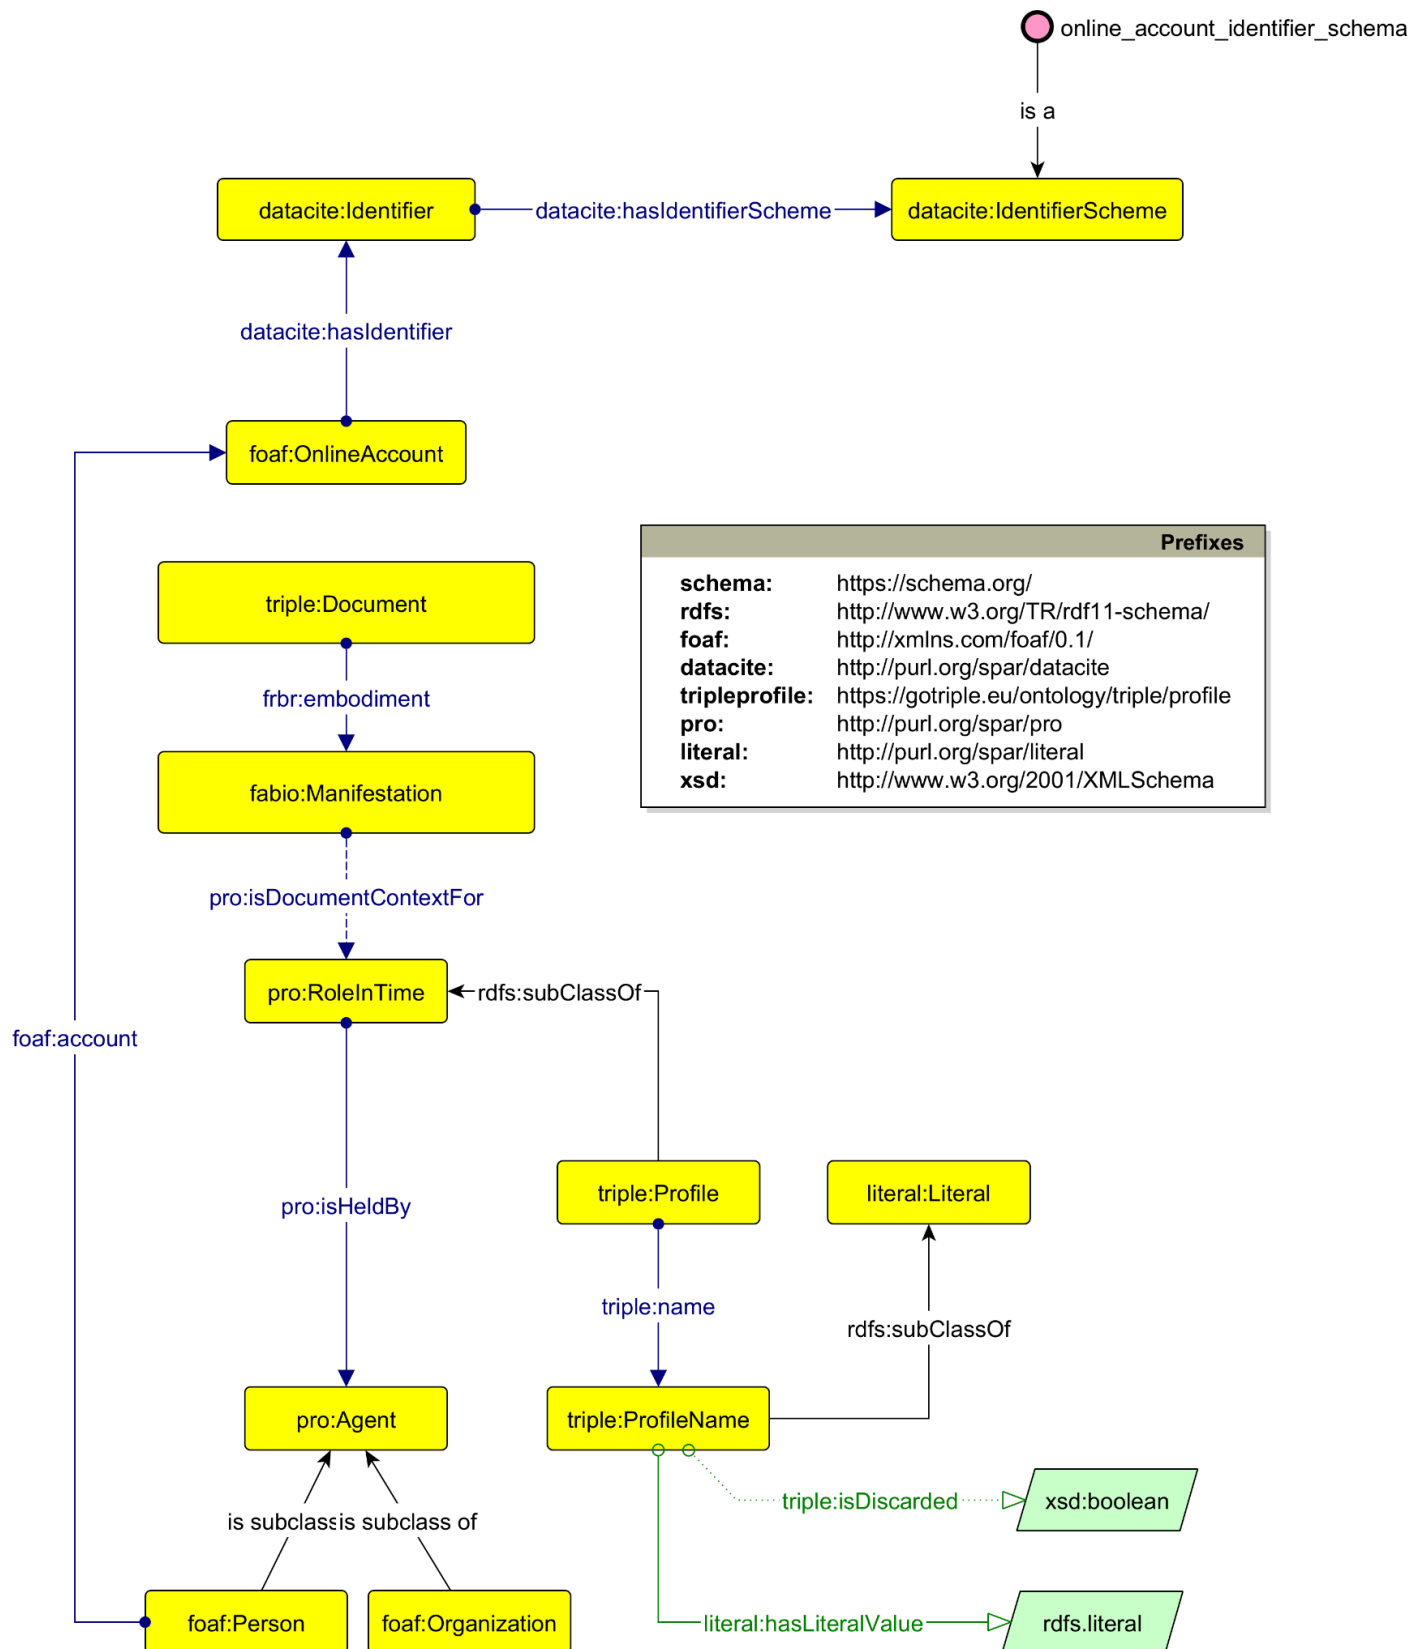 online_account_identifier_schema
is a
datacite:Identifier
datacite:hasIdentifierScheme
datacite:IdentifierScheme
datacite:hasIdentifier
foaf:OnlineAccount
Prefixes
schema: https://schema.org/
rdfs: http://www.w3.org/TR/rdf11-schema/
foaf: http://xmlns.com/foaf/0.1/
datacite: http://purl.org/spar/datacite
tripleprofile: https://gotriple.eu/ontology/triple/profile
pro: http://purl.org/spar/pro
literal: http://purl.org/spar/literal
xsd: http://www.w3.org/2001/XMLSchema
triple:Document
frbr:embodiment
fabio:Manifestation
pro:isDocumentContextFor
pro:RoleInTime
rdfs:subClassOf
foaf:account
triple:Profile
literal:Literal
pro:isHeldBy
triple:name
rdfs:subClassOf
pro:Agent
triple:ProfileName
triple:isDiscarded
xsd:boolean
is subclass
is subclass of
foaf:Person
foaf:Organization
literal:hasLiteralValue
rdfs.literal